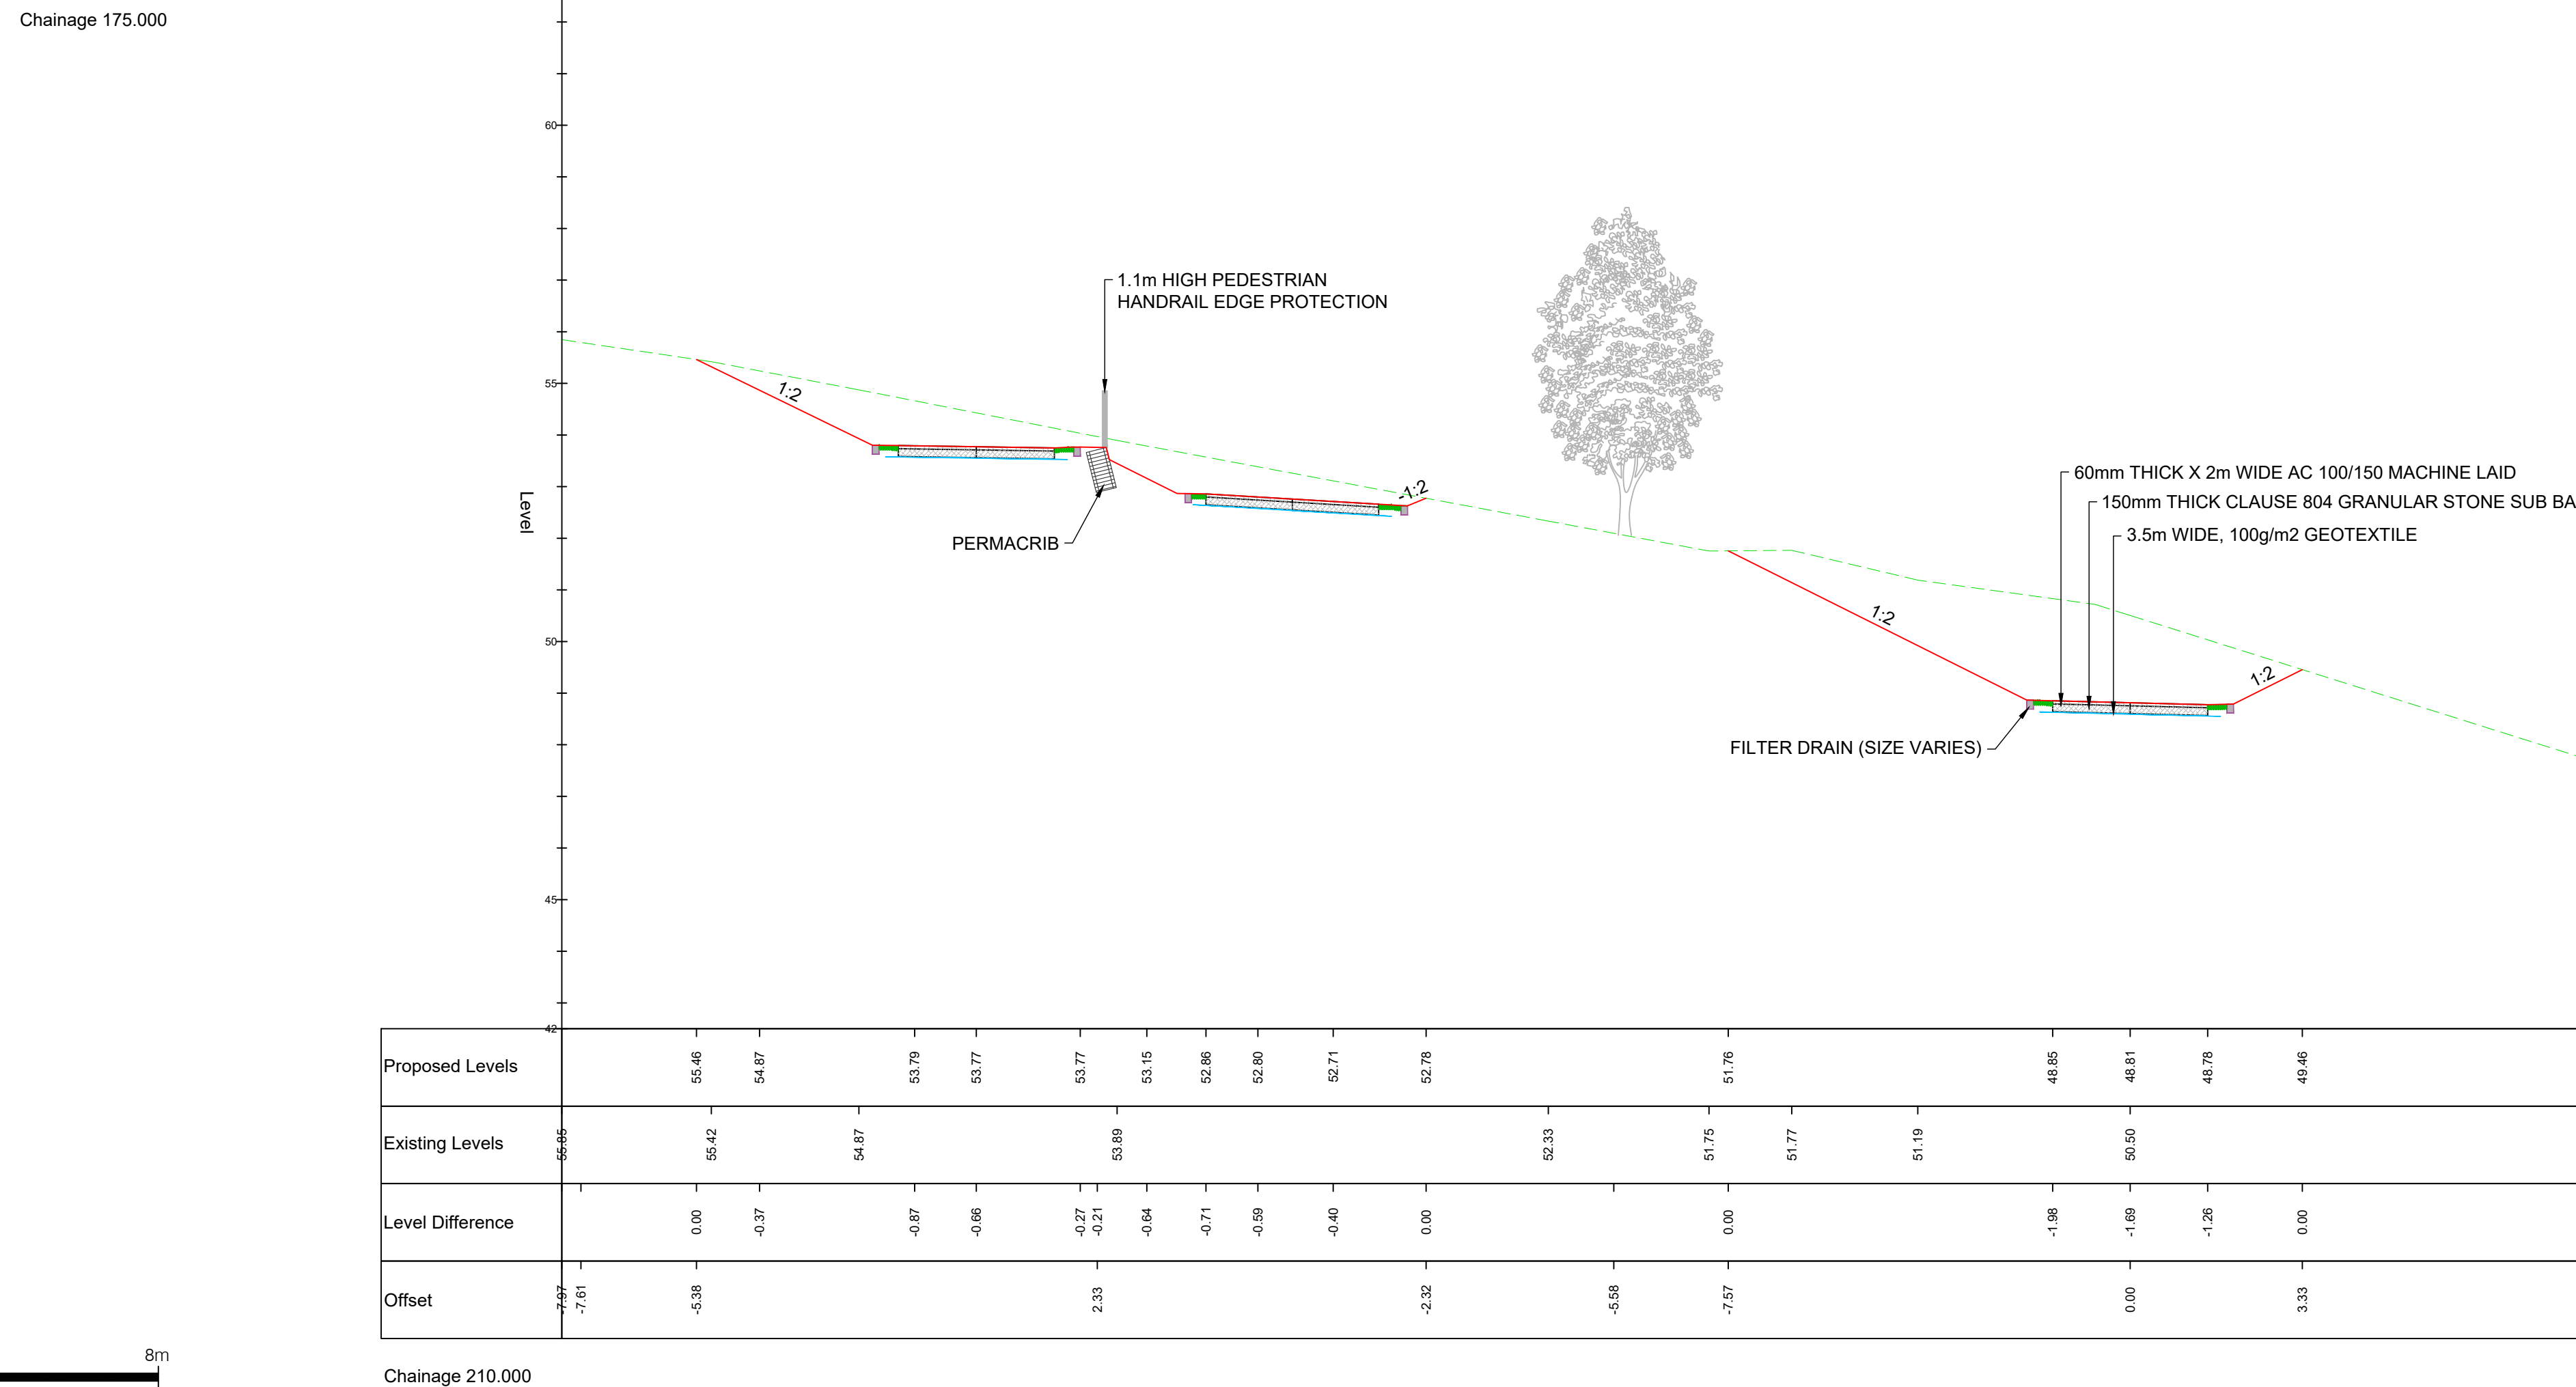 Chainage 175.000
60
1.1m HIGH PEDESTRIAN
HANDRAIL EDGE PROTECTION
55
1:2
-1:2
60mm THICK X 2m WIDE AC 100/150 MACHINE LAID
150mm THICK CLAUSE 804 GRANULAR STONE SUB BA
3.5m WIDE, 100g/m2 GEOTEXTILE
Level
PERMACRIB
50
1:2
1:2
FILTER DRAIN (SIZE VARIES)
45
42
Proposed Levels 55.46 54.87 53.79 53.77 53.77 53.15 52.86 52.80 52.71 52.78 51.76 48.85 48.81 48.78 49.46
Existing Levels 55.85 55.42 54.87 53.89 52.33 51.75 51.77 51.19 50.50
Level Difference 0.00 -0.37 -0.87 -0.66 -0.27 -0.21 -0.64 -0.71 -0.59 -0.40 0.00 0.00 -1.98 -1.69 -1.26 0.00
Offset -7.97 -7.61 -5.38 2.33 -2.32 -5.58 -7.57 0.00 3.33
8m
Chainage 210.000